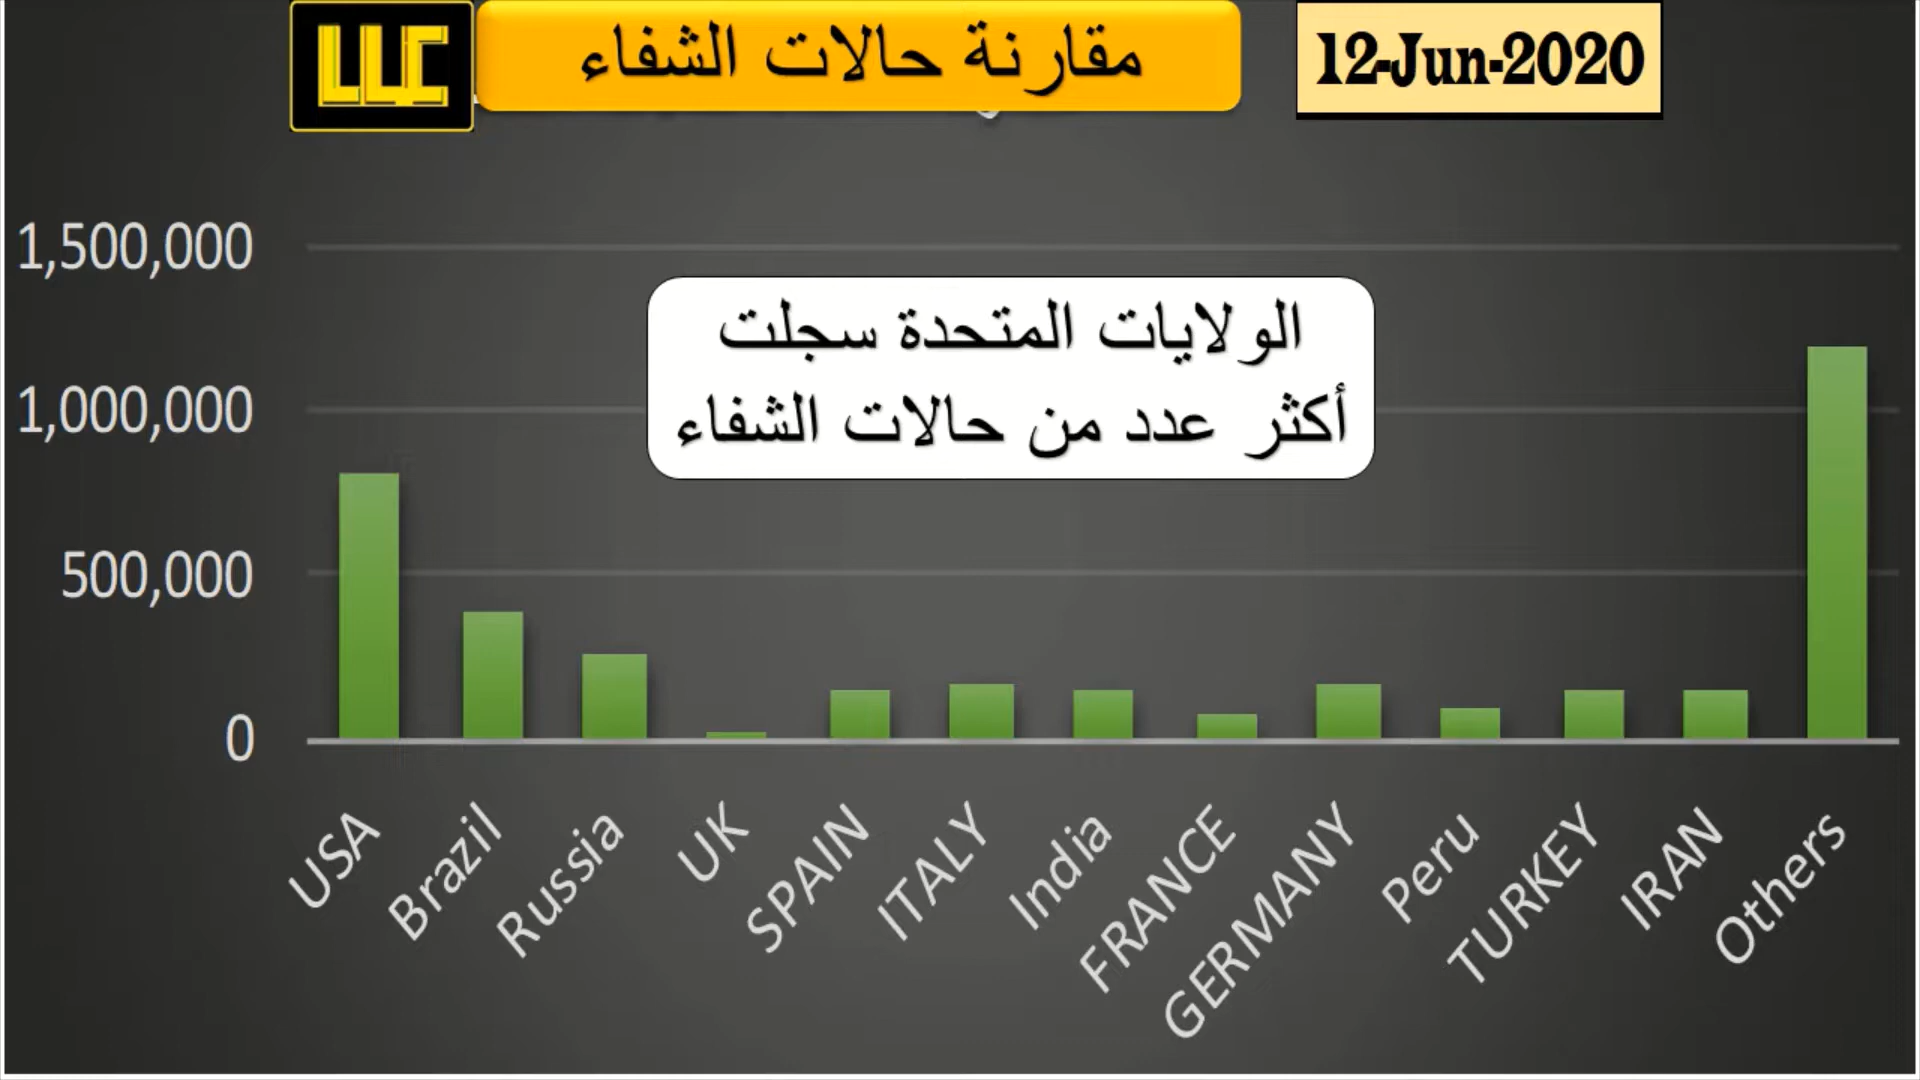 LLC
مقارنة حالات الشفاء
12-Jun-2020
1,500,000
الولايات المتحدة سجلت
أكثر عدد من حالات الشفاء
1,000,000
500,000
0
USA
Brazil
Russia
UK
SPAIN
ITALY
India
FRANCE
GERMANY
Peru
TURKEY
IRAN
Others